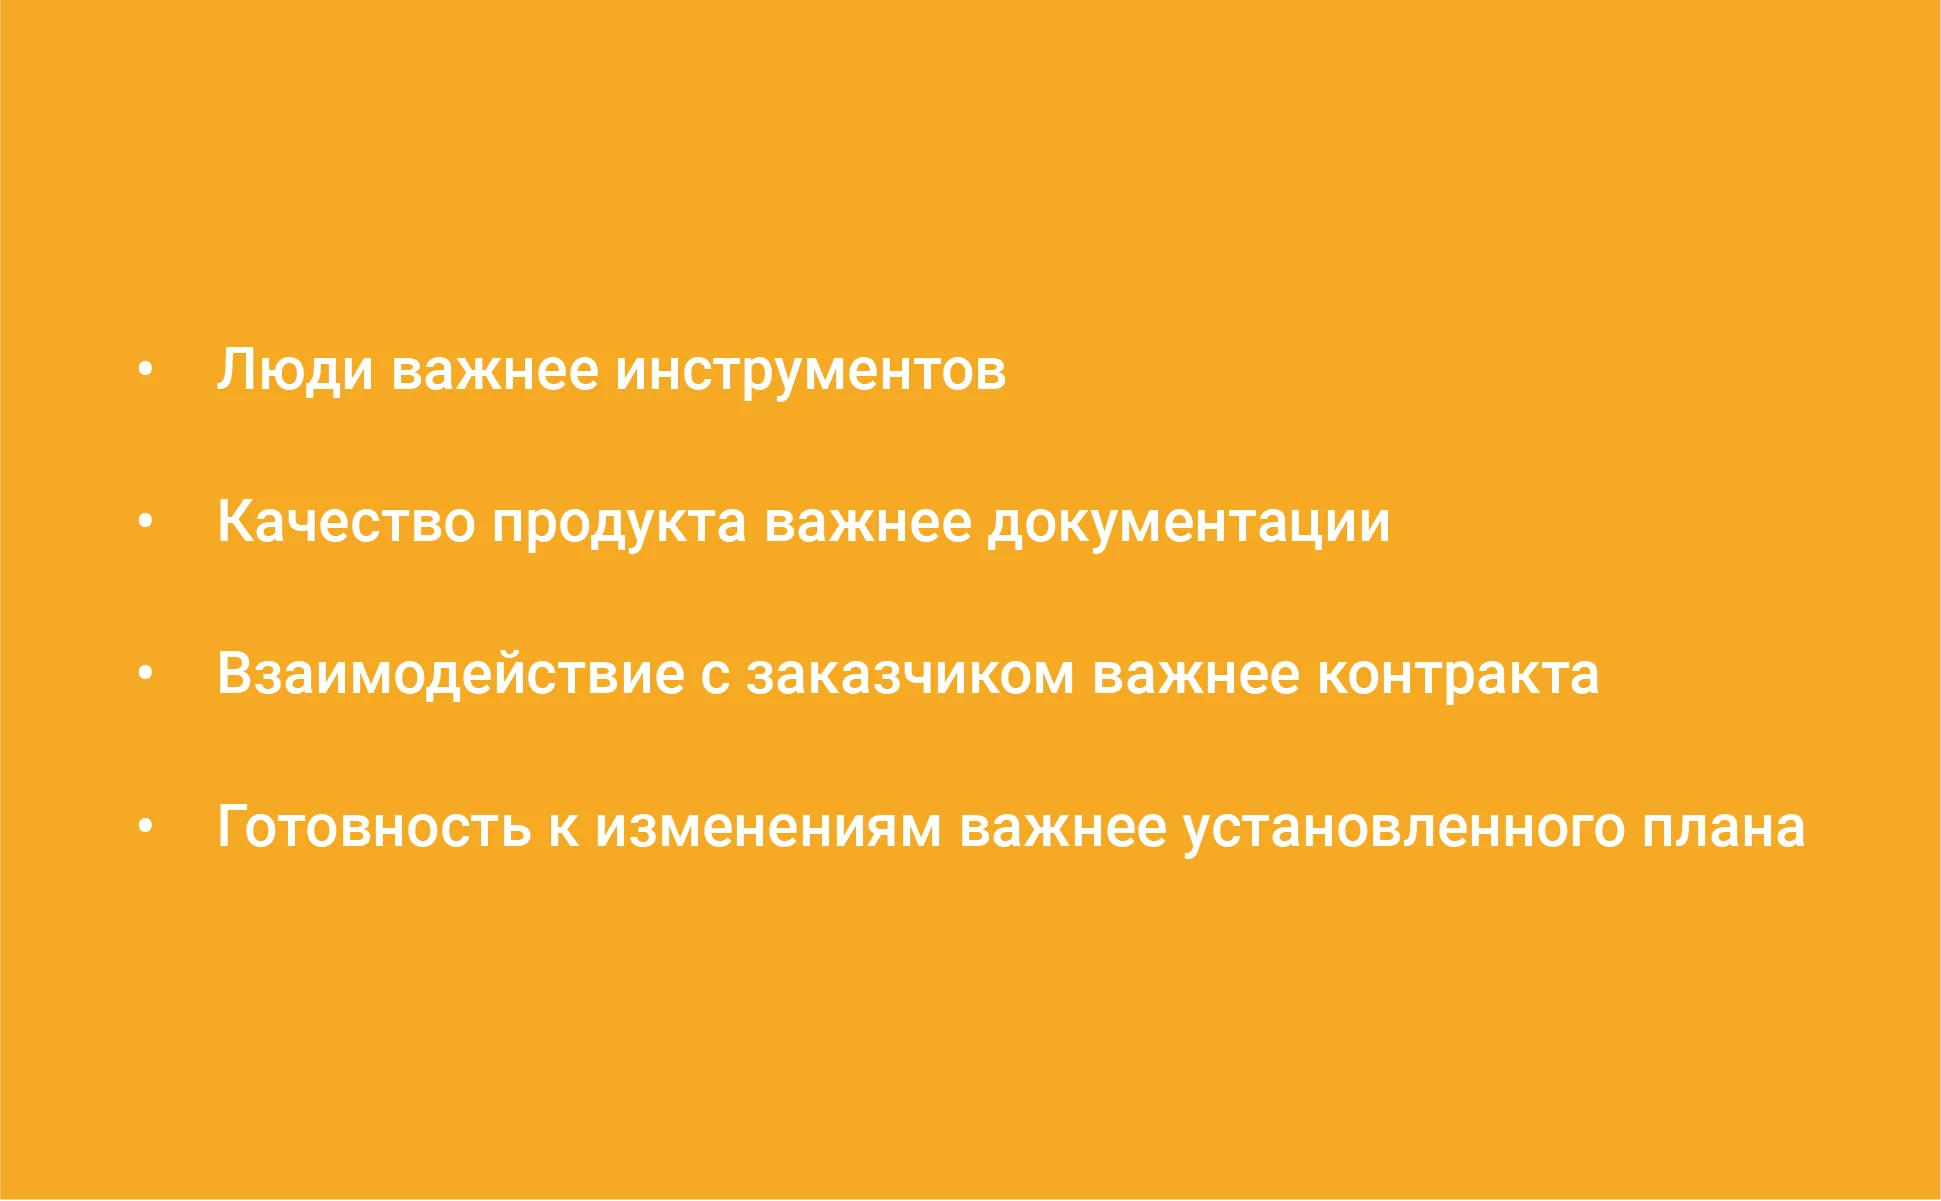 • Люди важнее инструментов
• Качество продукта важнее документации
• Взаимодействие с заказчиком важнее контракта
• Готовность к изменениям важнее установленного плана